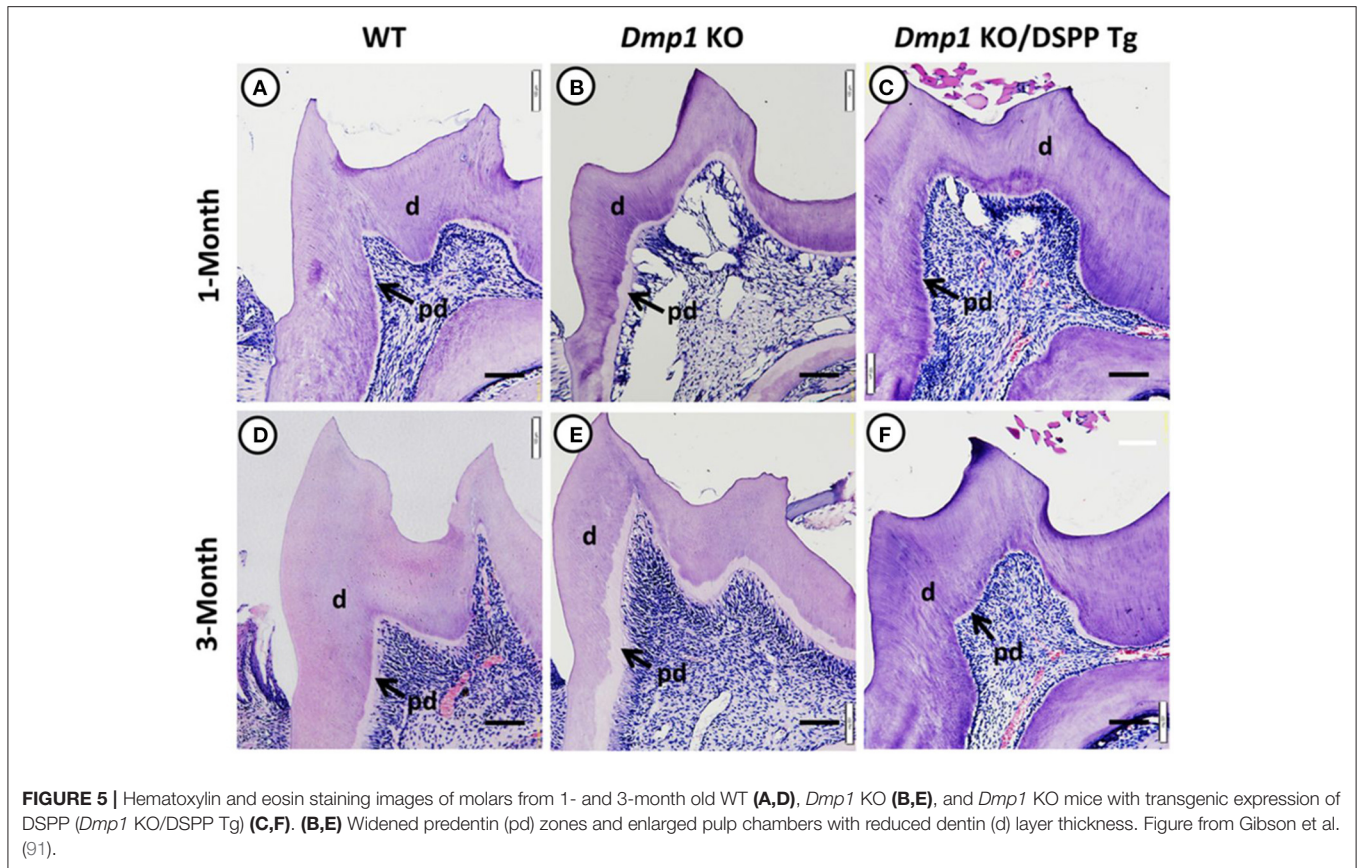 WT
Dmp1 KO
Dmp1 KO/DSPP Tg
1-Month
A
d
pd
B
d
pd
C
d
pd
3-Month
D
d
pd
E
d
pd
F
d
pd
FIGURE 5 | Hematoxylin and eosin staining images of molars from 1- and 3-month old WT (A,D), Dmp1 KO (B,E), and Dmp1 KO mice with transgenic expression of
DSPP (Dmp1 KO/DSPP Tg) (C,F). (B,E) Widened predentin (pd) zones and enlarged pulp chambers with reduced dentin (d) layer thickness. Figure from Gibson et al.
(91).